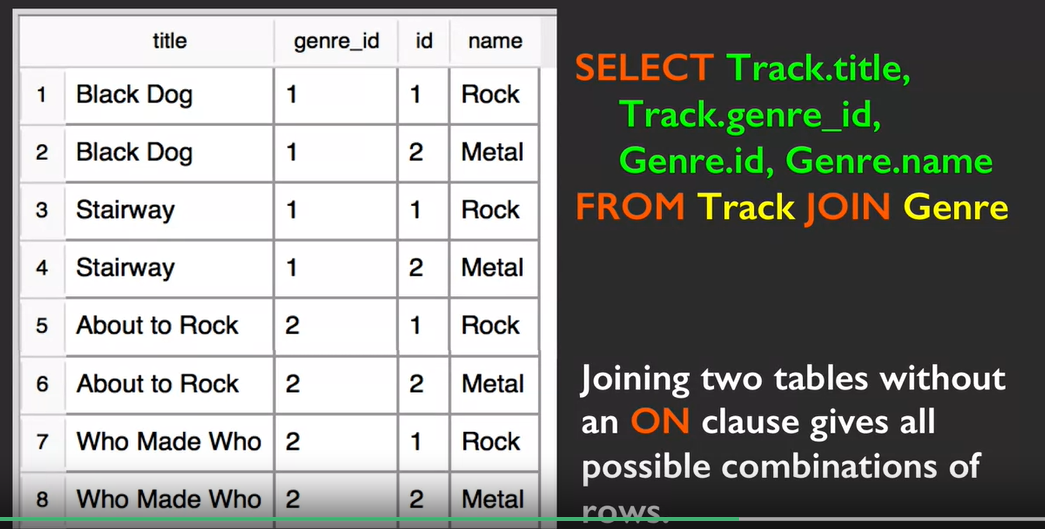 title genre_id id name
1 Black Dog 1 1 Rock
2 Black Dog 1 2 Metal
3 Stairway 1 1 Rock
4 Stairway 1 2 Metal
5 About to Rock 2 1 Rock
6 About to Rock 2 2 Metal
7 Who Made Who 2 1 Rock
8 Who Made Who 2 2 Metal
SELECT Track.title,
Track.genre_id,
Genre.id, Genre.name
FROM Track JOIN Genre
Joining two tables without
an ON clause gives all
possible combinations of
rows.